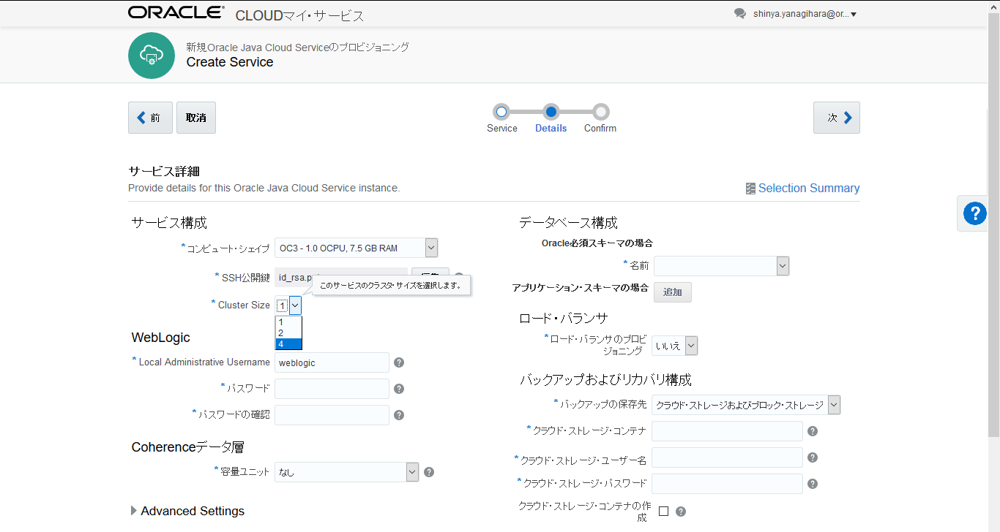 ORACLE® CLOUDマイ・サービス
shinya.yanagihara@or...
新規Oracle Java Cloud Serviceのプロビジョニング
Create Service
前
取消
Service
Details
Confirm
次
サービス詳細
Provide details for this Oracle Java Cloud Service instance.
Selection Summary
?
サービス構成
*コンピュート・シェイプ
OC3 - 1.0 OCPU, 7.5 GB RAM
*SSH公開鍵
id_rsa.p
このサービスのクラスタ・サイズを選択します。
*Cluster Size
1
1
2
4
WebLogic
*Local Administrative Username
weblogic
?
*パスワード
?
*パスワードの確認
?
Coherenceデータ層
*容量ユニット
なし
?
Advanced Settings
データベース構成
Oracle必須スキーマの場合
*名前
アプリケーション・スキーマの場合
追加
ロード・バランサ
*ロード・バランサのプロビ
ジョニング
いいえ
バックアップおよびリカバリ構成
*バックアップの保存先
クラウド・ストレージおよびブロック・ストレージ
*クラウド・ストレージ・コンテナ
?
*クラウド・ストレージ・ユーザー名
?
*クラウド・ストレージ・パスワード
?
クラウド・ストレージ・コンテナの作
成
?